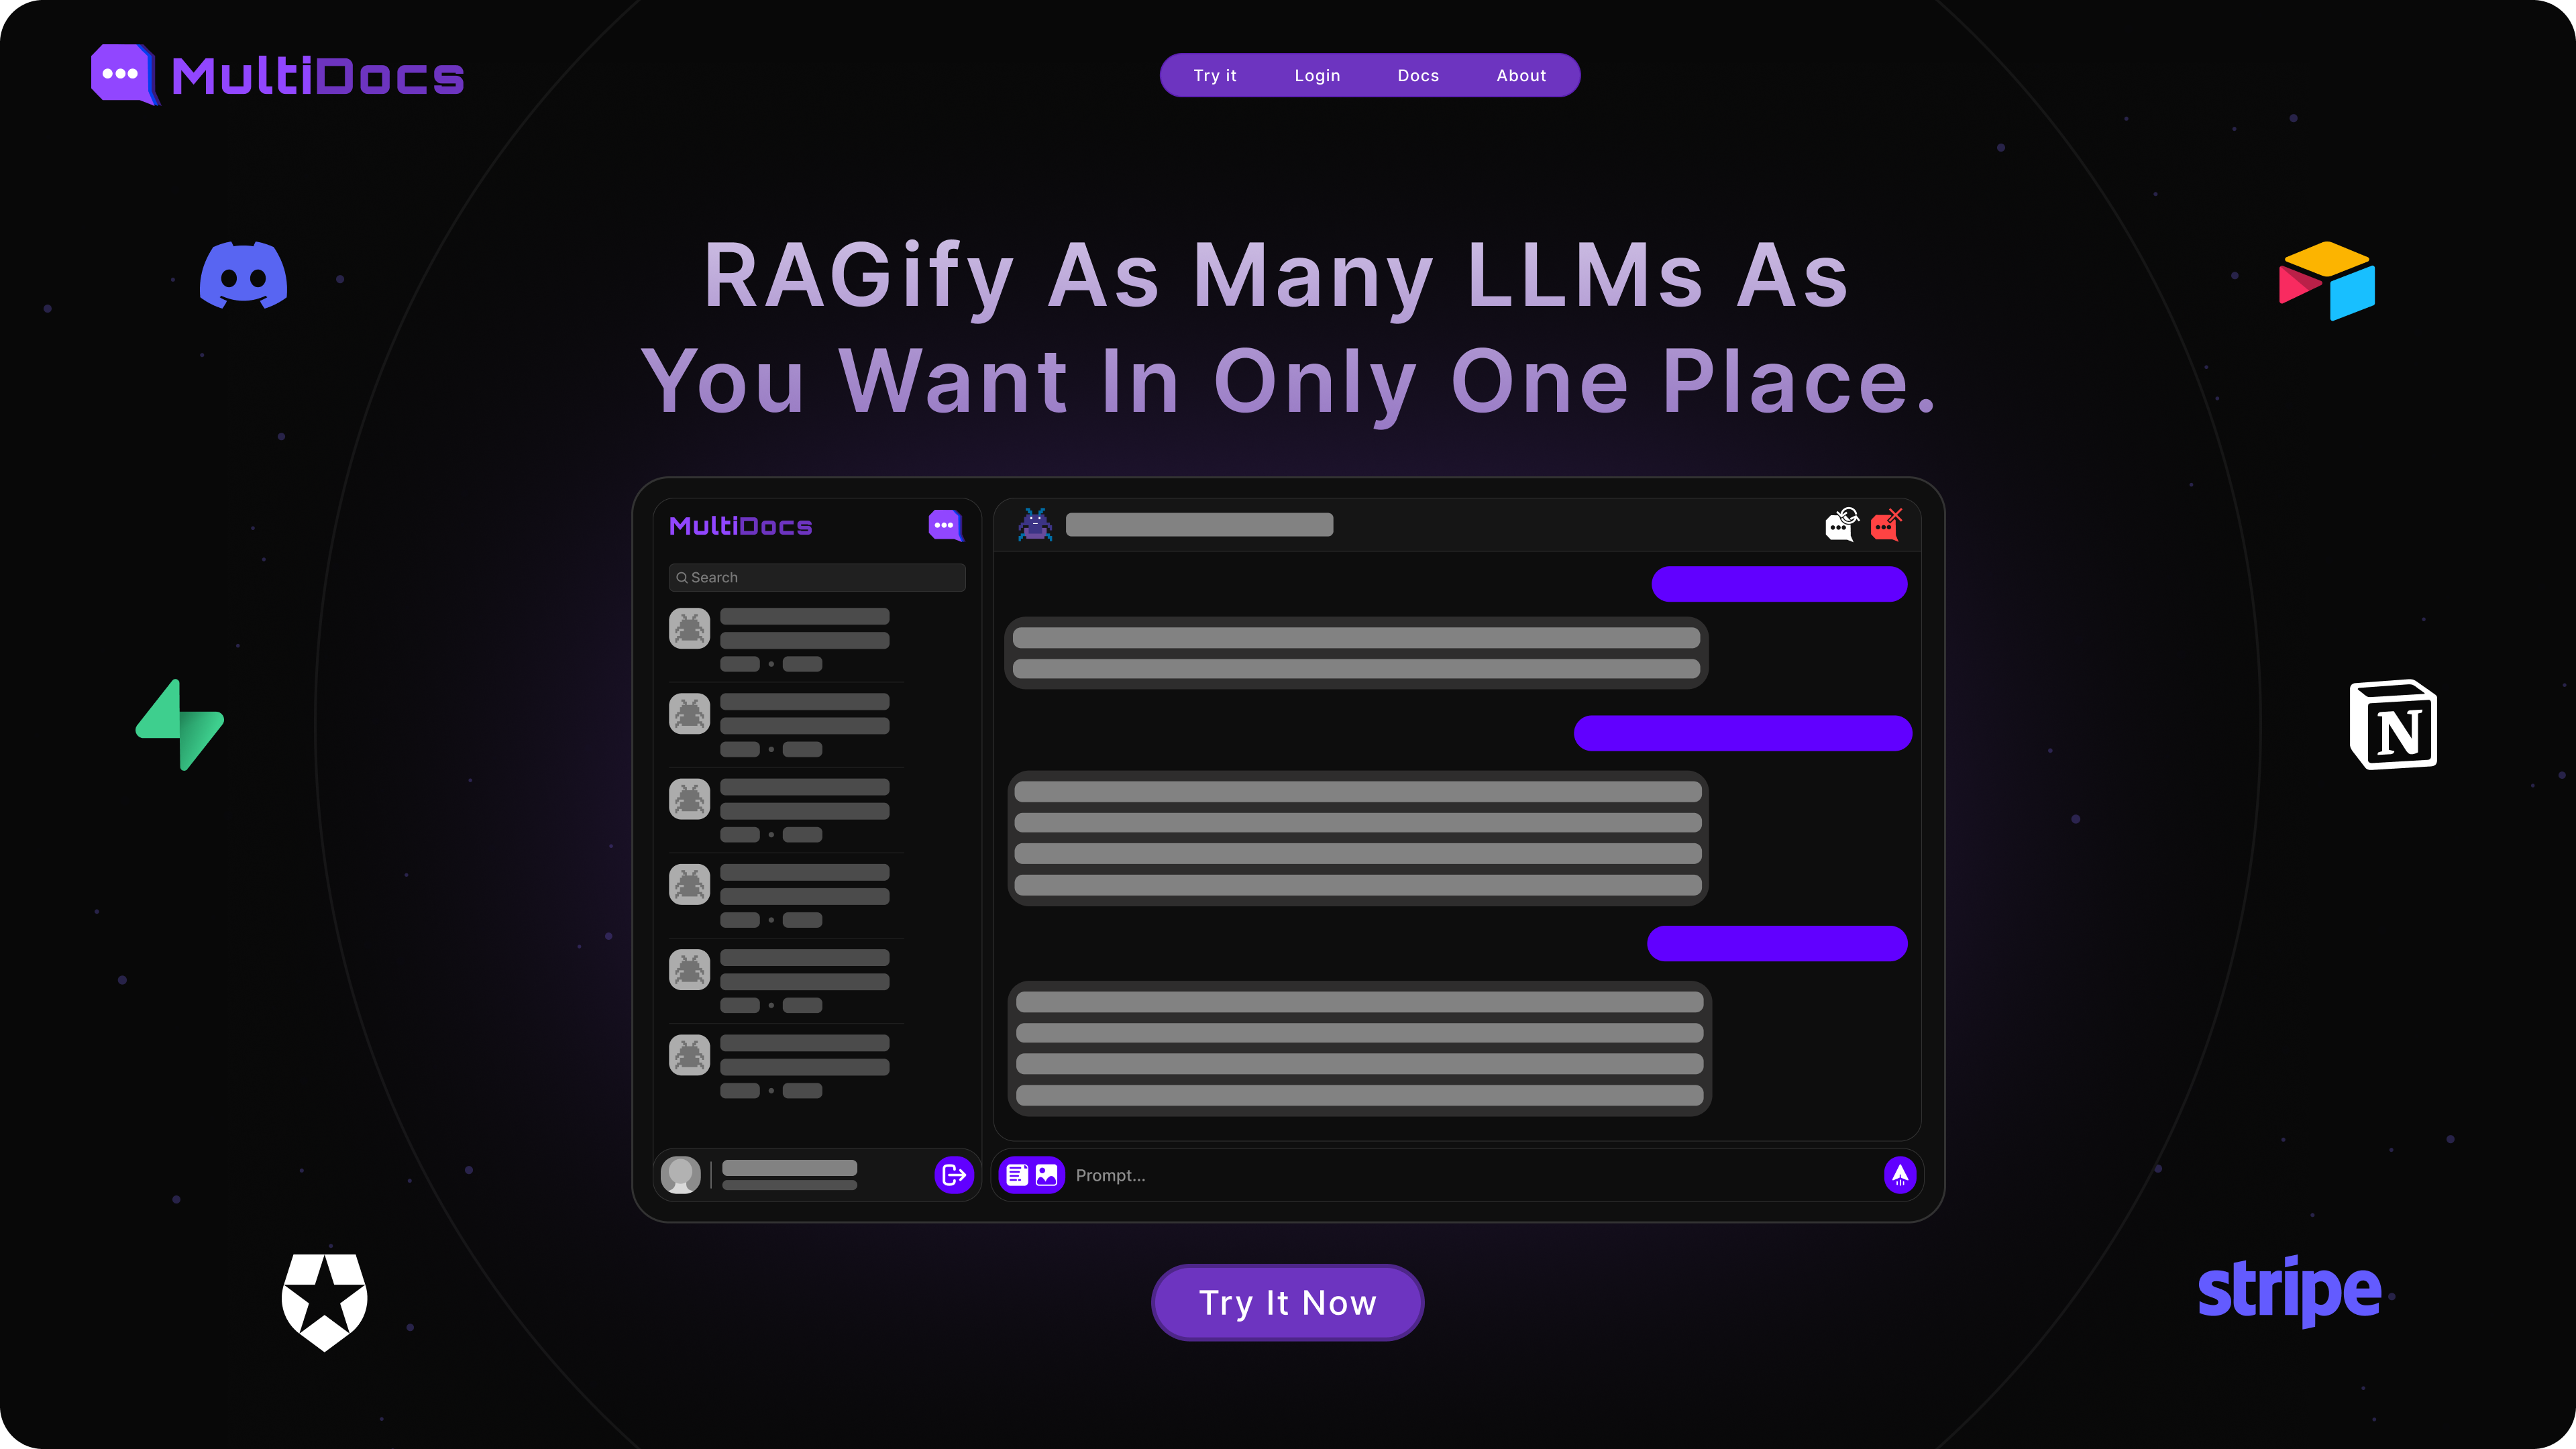 MultiDocs
Try it
Login
Docs
About
RAGify As Many LLMs As
You Want In Only One Place.
MultiDocs
Search
N
Prompt...
stripe
Try It Now